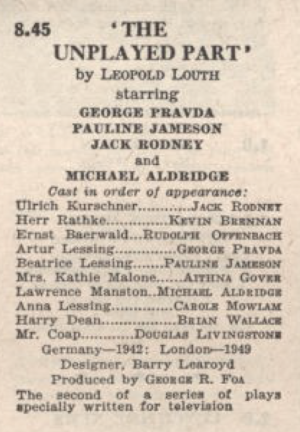 8.45 'THE
UNPLAYED PART'
by LEOPOLD LOUTH
starring
GEORGE PRAVDA
PAULINE JAMESON
JACK RODNEY
and
MICHAEL ALDRIDGE
Cast in order of appearance:
Ulrich Kurschner............JACK RODNEY
Herr Rathke..............KEVIN BRENNAN
Ernst Baerwald...RUDOLPH OFFENBACH
Artur Lessing..............GEORGE PRAVDA
Beatrice Lessing......PAULINE JAMESON
Mrs. Kathie Malone......AITHNA GOVER
Lawrence Manston..MICHAEL ALDRIDGE
Anna Lessing..............CAROLE MOWLAM
Harry Dean................BRIAN WALLACE
Mr. Coap............DOUGLAS LIVINGSTONE
Germany—1942: London—1949
Designer, Barry Learoyd
Produced by GEORGE R. FOA
The second of a series of plays
specially written for television